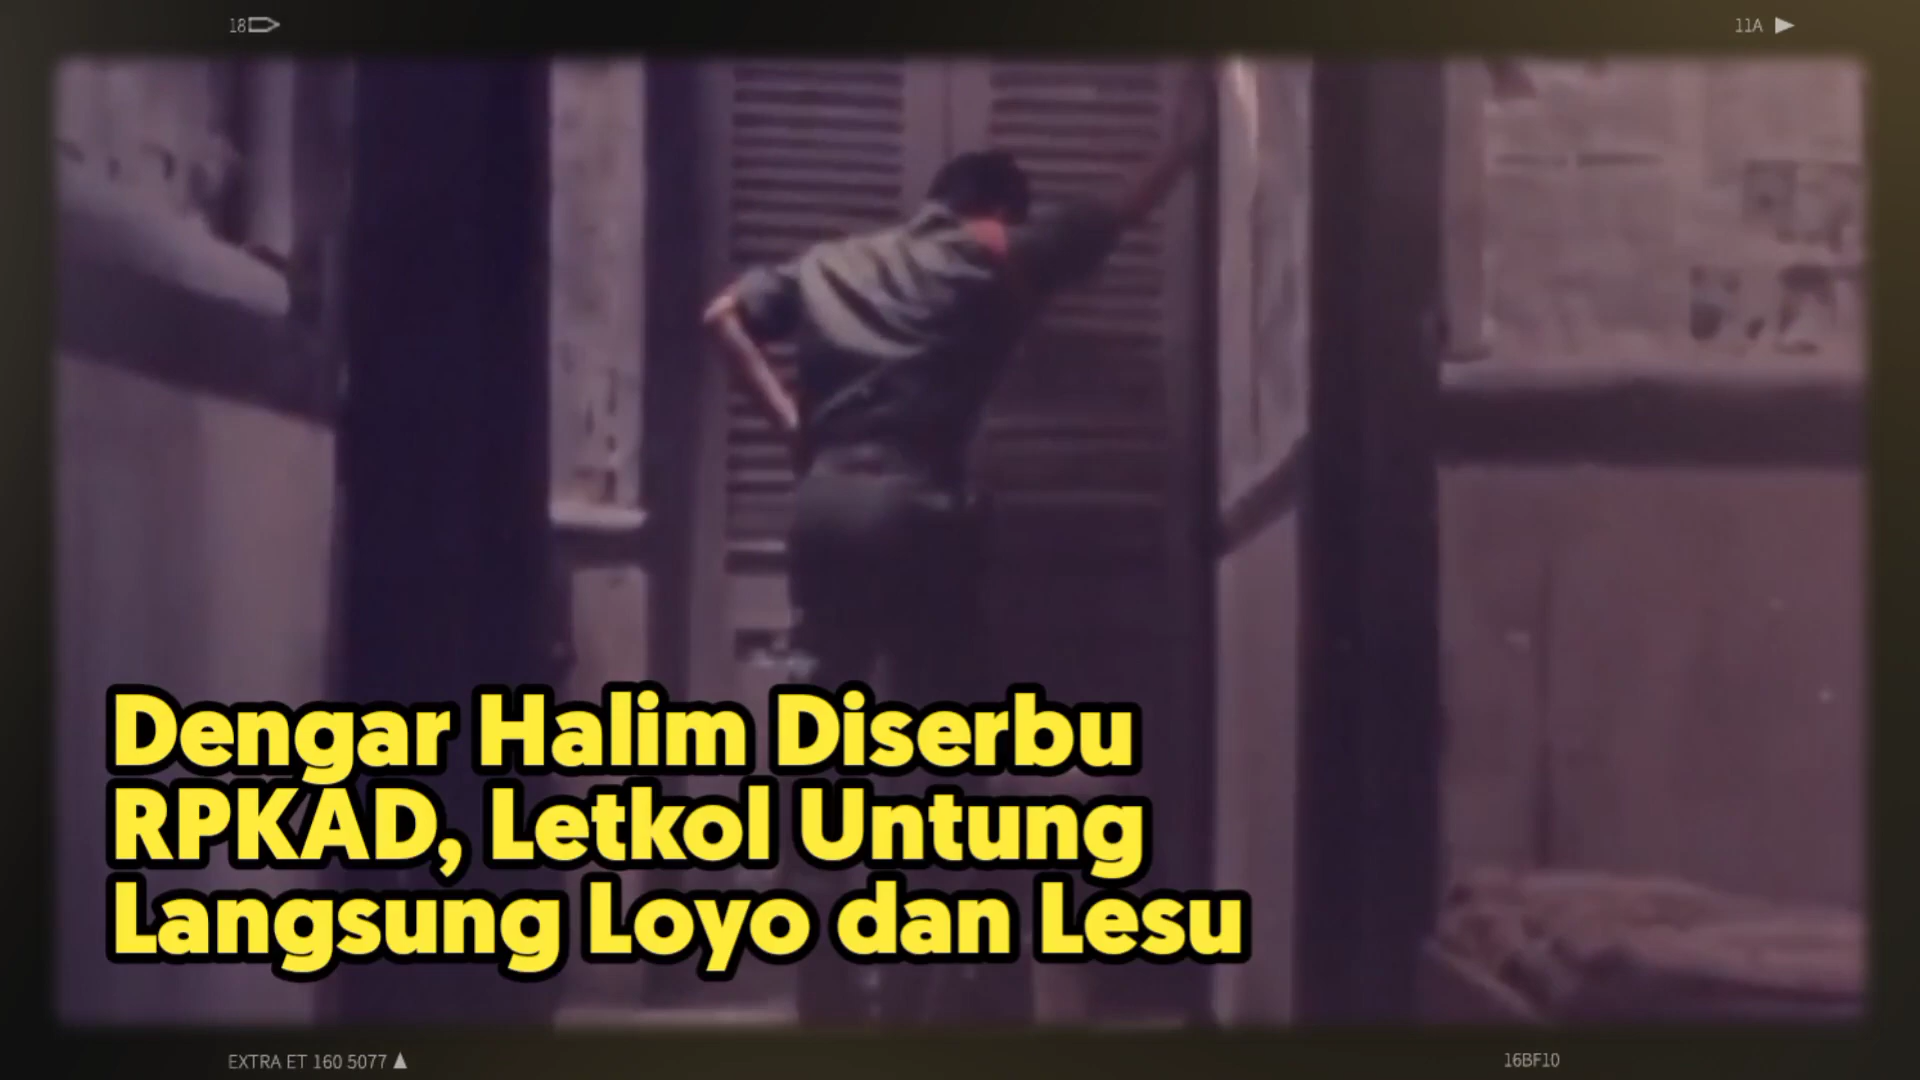 18
11A
Dengar Halim Diserbu
RPKAD, Letkol Untung
Langsung Loyo dan Lesu
EXTRA ET 160 5077
16BF10